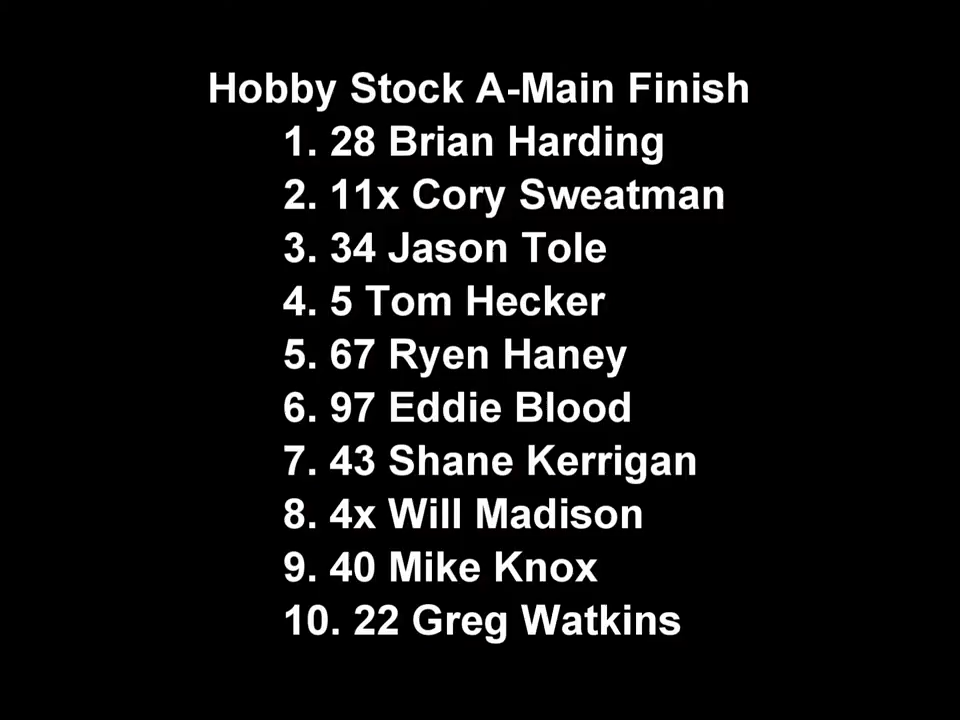 Hobby Stock A-Main Finish
1. 28 Brian Harding
2. 11x Cory Sweatman
3. 34 Jason Tole
4. 5 Tom Hecker
5. 67 Ryen Haney
6. 97 Eddie Blood
7. 43 Shane Kerrigan
8. 4x Will Madison
9. 40 Mike Knox
10. 22 Greg Watkins